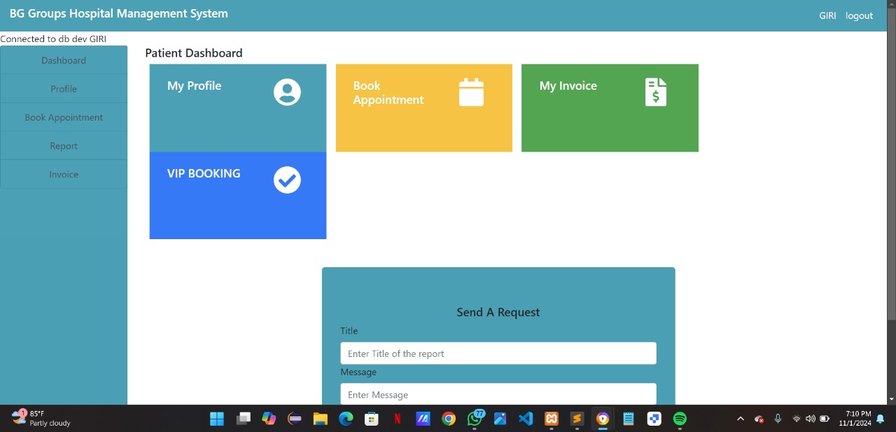 BG Groups Hospital Management System
GIRI logout
Connected to db dev GIRI
Dashboard
Profile
Book Appointment
Report
Invoice
Patient Dashboard
My Profile
Book
Appointment
My Invoice
VIP BOOKING
Send A Request
Title
Enter Title of the report
Message
Enter Message
85°F
Partly cloudy
77
7:10 PM
11/1/2024